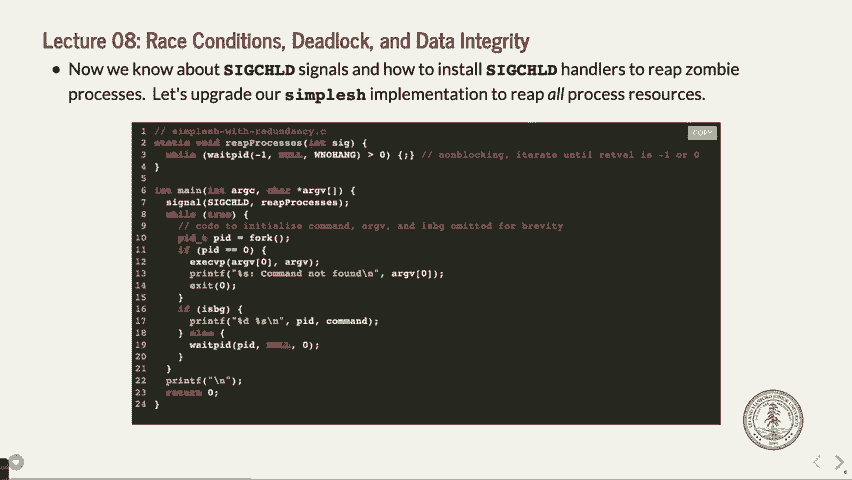 Lecture 08: Race Conditions, Deadlock, and Data Integrity
• Now we know about SIGCHLD signals and how to install SIGCHLD handlers to reap zombie
processes. Let's upgrade our simplesh implementation to reap all process resources.
COPY
1 // simplesh-with-redundancy.c
2 static void reapProcesses(int sig) {
3   while (waitpid(-1, NULL, WNOHANG) > 0) {;} // nonblocking, iterate until retval is -1 or 0
4 }
5
6 int main(int argc, char *argv[]) {
7   signal(SIGCHLD, reapProcesses);
8   while (true) {
9     // code to initialize command, argv, and isbg omitted for brevity
10     pid_t pid = fork();
11     if (pid == 0) {
12       execvp(argv[0], argv);
13       printf("%s: Command not found\n", argv[0]);
14       exit(0);
15     }
16     if (isbg) {
17       printf("%d %s\n", pid, command);
18     } else {
19       waitpid(pid, NULL, 0);
20     }
21   }
22   printf("\n");
23   return 0;
24 }